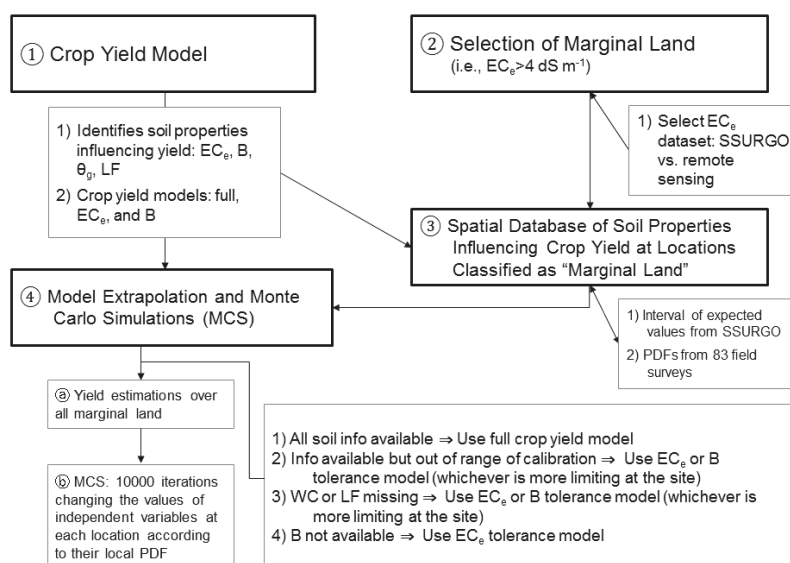 ① Crop Yield Model
② Selection of Marginal Land
(i.e., ECe>4 dS m-1)
1) Identifies soil properties
influencing yield: ECe, B,
θg, LF
2) Crop yield models: full,
ECe, and B
1) Select ECe
dataset: SSURGO
vs. remote
sensing
③ Spatial Database of Soil Properties
Influencing Crop Yield at Locations
Classified as “Marginal Land”
④ Model Extrapolation and Monte
Carlo Simulations (MCS)
1) Interval of expected
values from SSURGO
2) PDFs from 83 field
surveys
ⓐ Yield estimations over
all marginal land
ⓑ MCS: 10000 iterations
changing the values of
independent variables at
each location according
to their local PDF
1) All soil info available ⇒ Use full crop yield model
2) Info available but out of range of calibration ⇒ Use ECe or B
tolerance model (whichever is more limiting at the site)
3) WC or LF missing ⇒ Use ECe or B tolerance model (whichever is
more limiting at the site)
4) B not available ⇒ Use ECe tolerance model